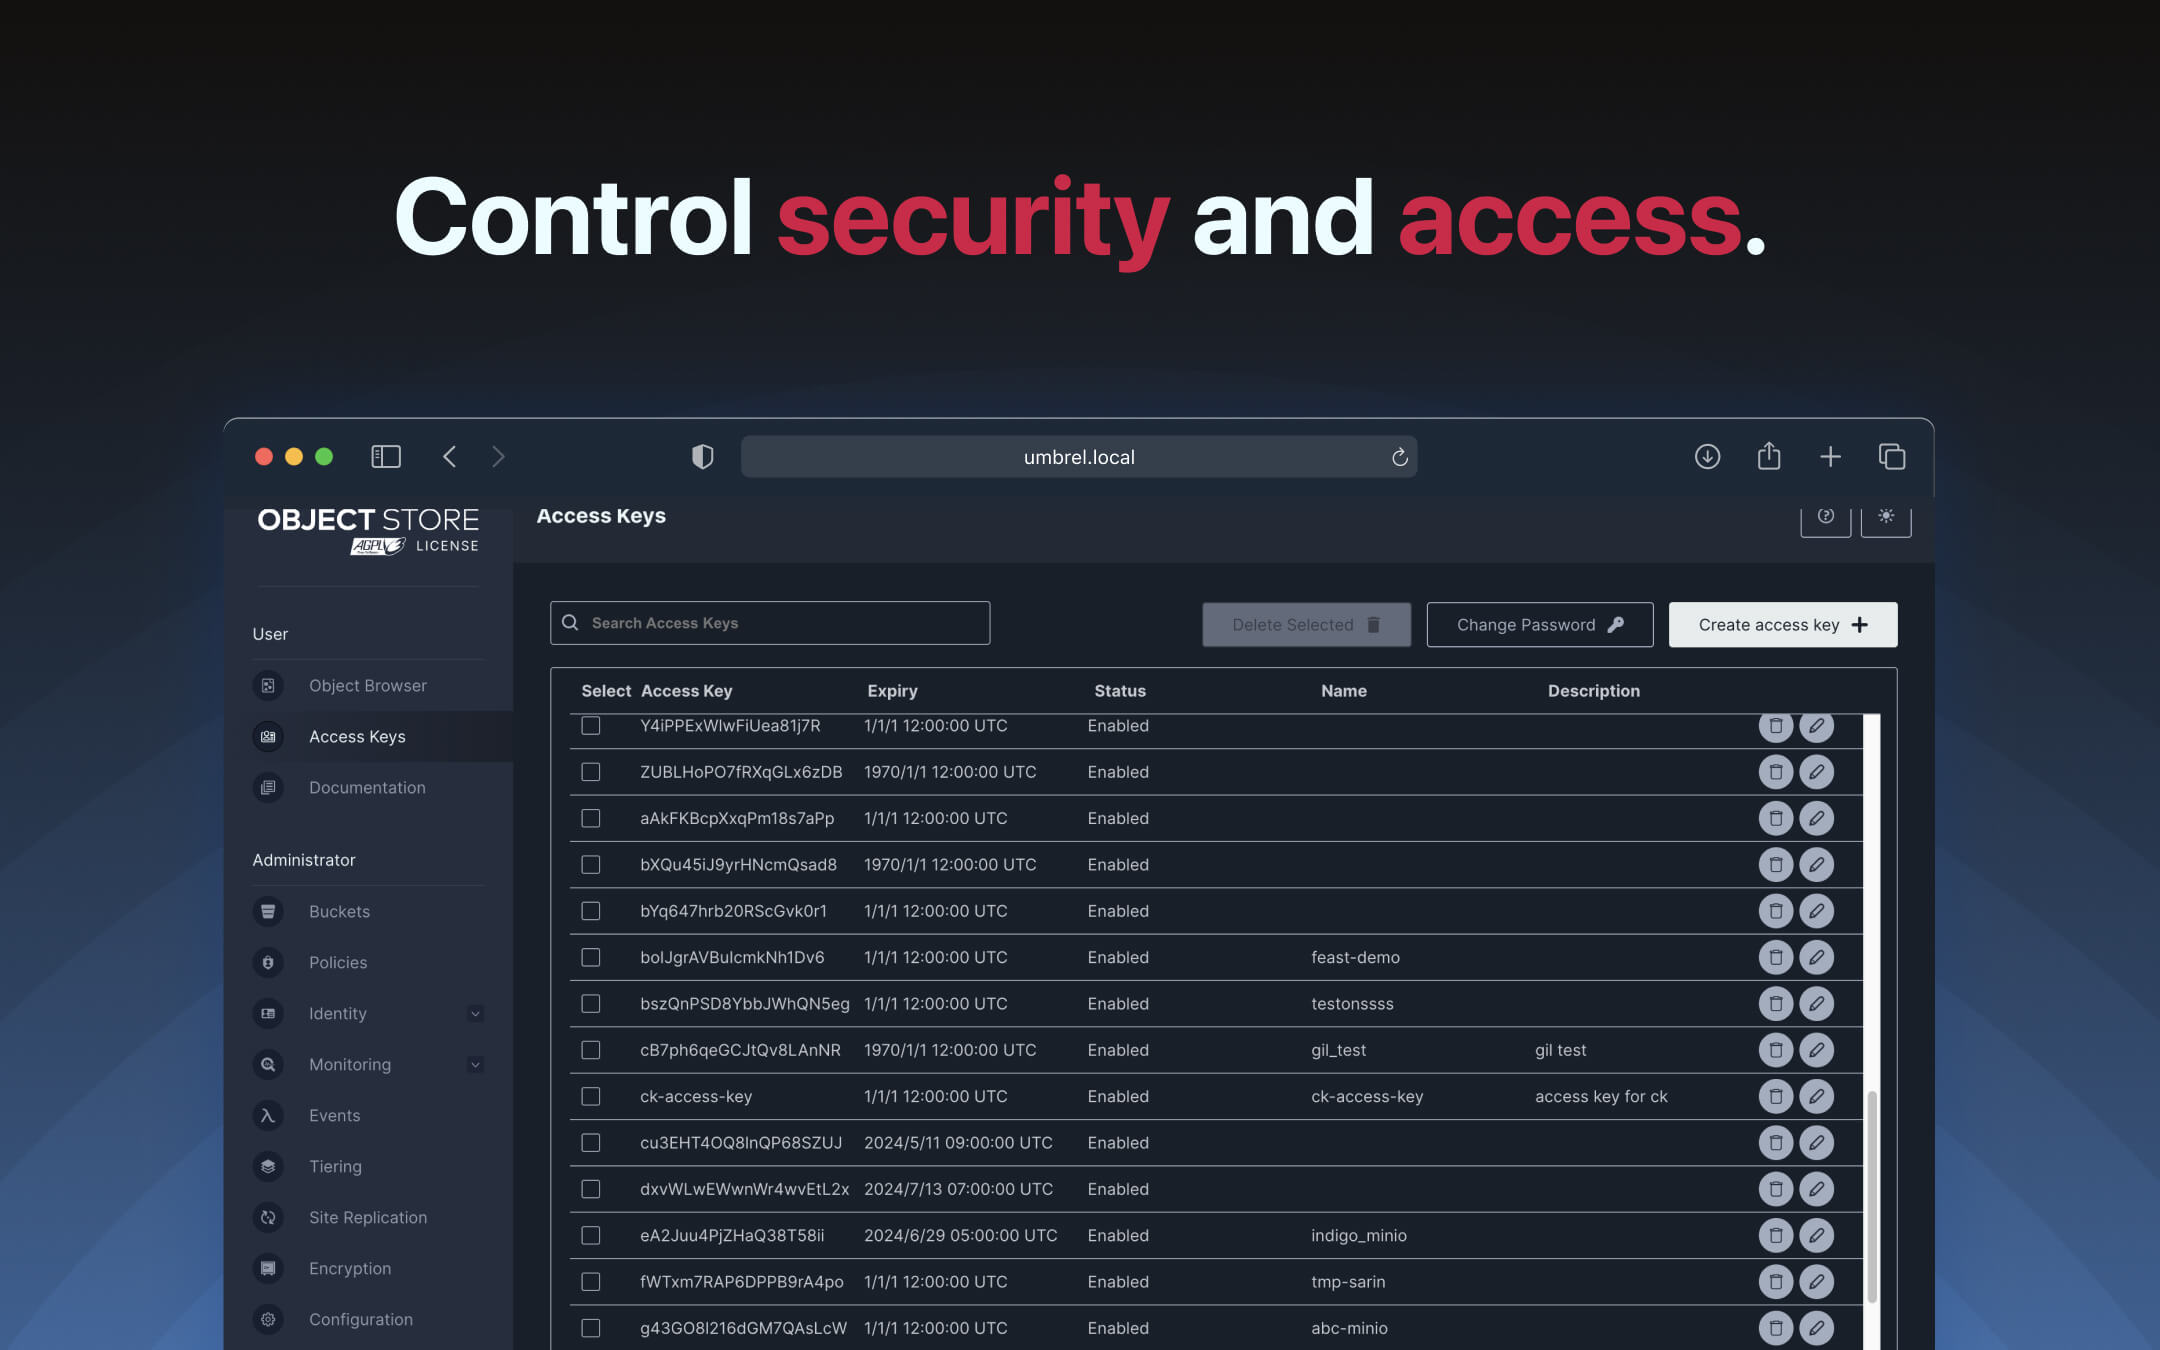 Control security and access.
umbrel.local
OBJECT STORE
AGPLv3 LICENSE
Access Keys
User
Object Browser
Access Keys
Documentation
Administrator
Buckets
Policies
Identity
Monitoring
Events
Tiering
Site Replication
Encryption
Configuration
Search Access Keys
Delete Selected
Change Password
Create access key
Select Access Key Expiry Status Name Description
Y4iPPExWlwFiUea81j7R 1/1/1 12:00:00 UTC Enabled
ZUBLHoPO7fRXqGLx6zDB 1970/1/1 12:00:00 UTC Enabled
aAkFKBcpXxqPm18s7aPp 1/1/1 12:00:00 UTC Enabled
bXQu45iJ9yrHNcmQsad8 1970/1/1 12:00:00 UTC Enabled
bYq647hrb20RScGvk0r1 1/1/1 12:00:00 UTC Enabled
bolJgrAVBulcmkNh1Dv6 1/1/1 12:00:00 UTC Enabled feast-demo
bszQnPSD8YbbJWhQN5eg 1/1/1 12:00:00 UTC Enabled testonssss
cB7ph6qeGCJtQv8LAnNR 1970/1/1 12:00:00 UTC Enabled gil_test gil test
ck-access-key 1/1/1 12:00:00 UTC Enabled ck-access-key access key for ck
cu3EHT4OQ8lnQP68SZUJ 2024/5/11 09:00:00 UTC Enabled
dxvWLwEWwnWr4wvEtL2x 2024/7/13 07:00:00 UTC Enabled
eA2Juu4PjZHaQ38T58ii 2024/6/29 05:00:00 UTC Enabled indigo_minio
fWTxm7RAP6DPPB9rA4po 1/1/1 12:00:00 UTC Enabled tmp-sarin
g43GO8I216dGM7QAsLcW 1/1/1 12:00:00 UTC Enabled abc-minio